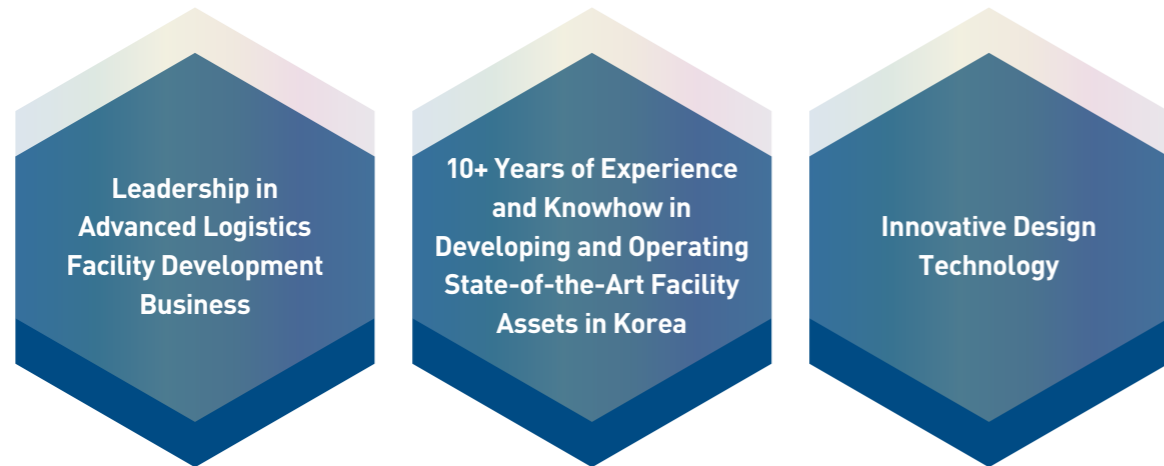 Leadership in
Advanced Logistics
Facility Development
Business
10+ Years of Experience
and Knowhow in
Developing and Operating
State-of-the-Art Facility
Assets in Korea
Innovative Design
Technology